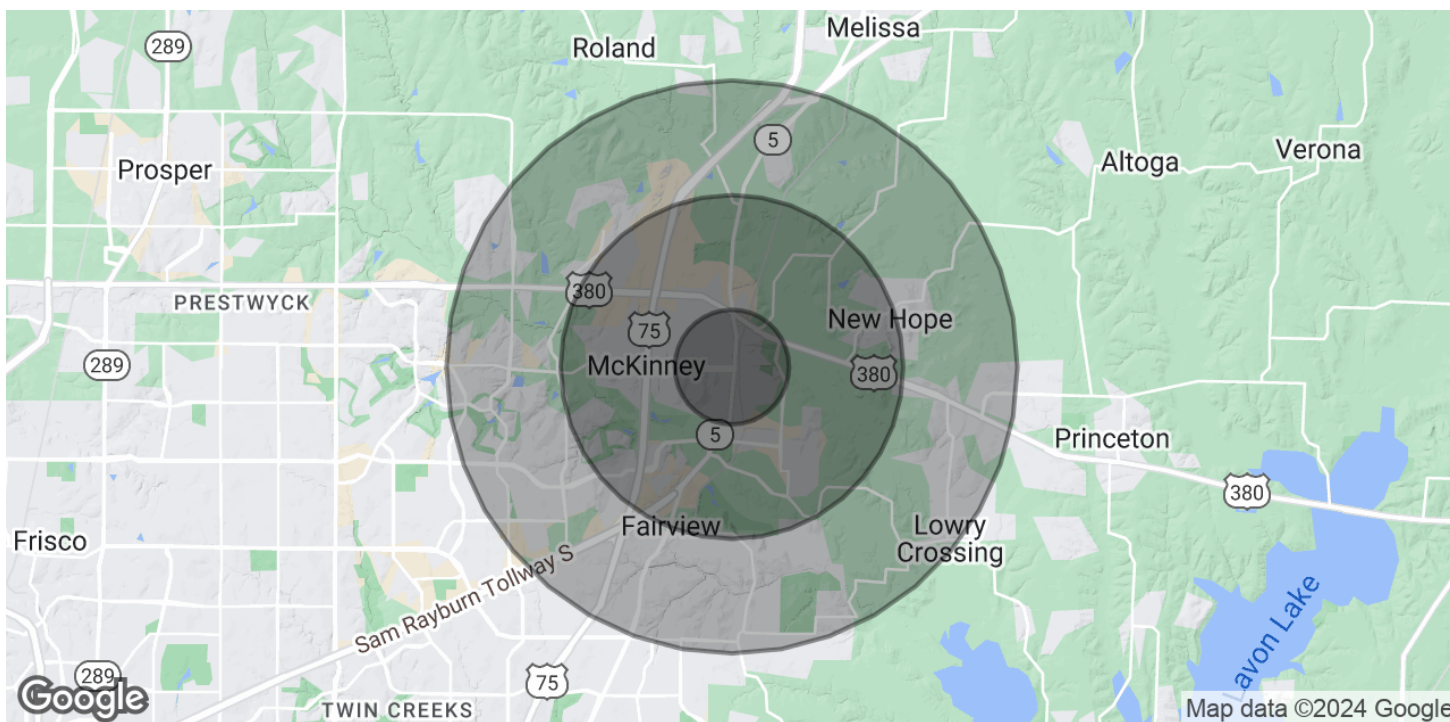 Melissa
289
Roland
5
Verona
Altoga
Prosper
380
PRESTWYCK
New Hope
75
289
McKinney
380
5
Princeton
380
Fairview
Lowry
Crossing
Frisco
Sam Rayburn Tollway S
Lavon Lake
289
75
Google
TWIN CREEKS
Map data ©2024 Google